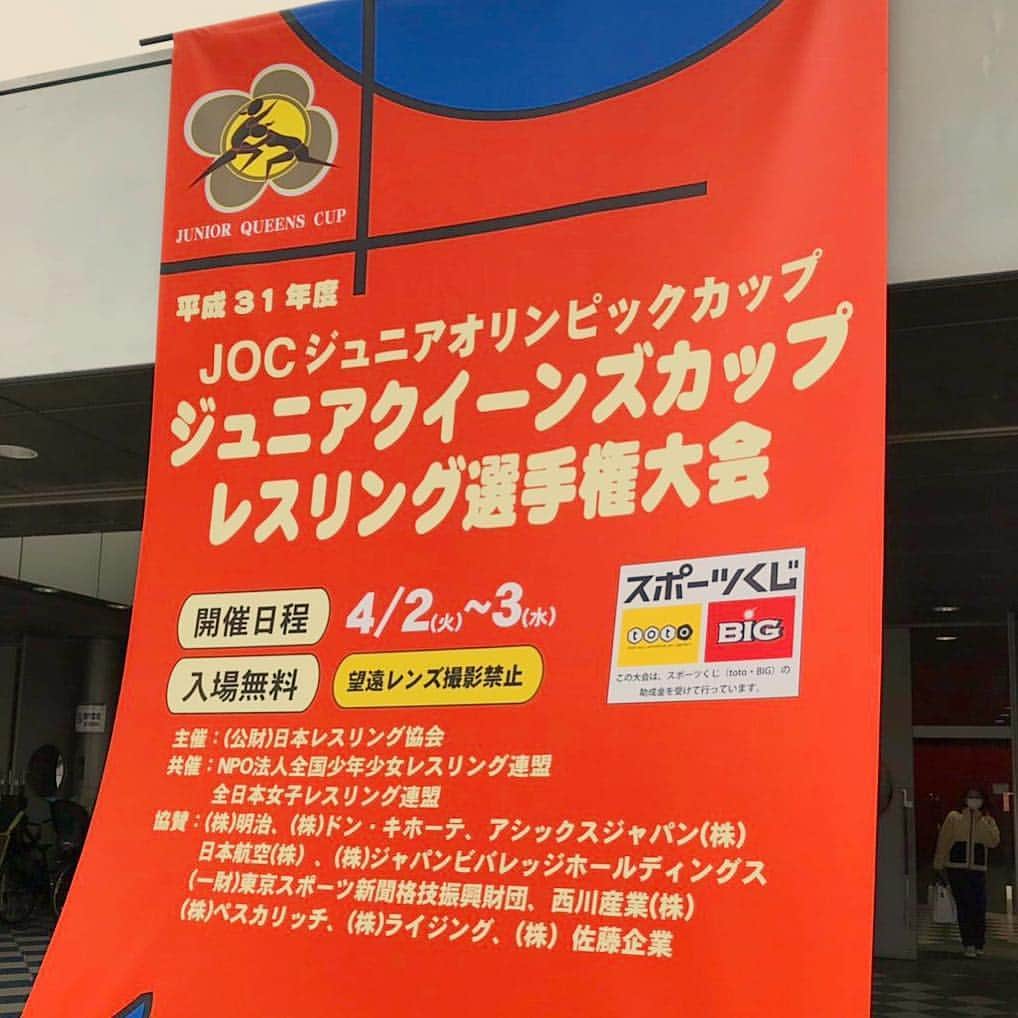 JUNIOR QUEENS CUP
平成31年度
JOCジュニアオリンピックカップ
ジュニアクイーンズカップ
レスリング選手権大会
開催日程 4/2(火)~3(水)
入場無料 望遠レンズ撮影禁止
スポーツくじ
toto BIG
この大会は、スポーツくじ(toto・BIG)の
助成金を受けて行っています。
主催:(公財)日本レスリング協会
共催:NPO法人全国少年少女レスリング連盟
全日本女子レスリング連盟
協賛:(株)明治、(株)ドン・キホーテ、アシックスジャパン(株)
日本航空(株)、(株)ジャパンビバレッジホールディングス
(一財)東京スポーツ新聞格技振興財団、西川産業(株)
(株)ペスカリッチ、(株)ライジング、(株)佐藤企業